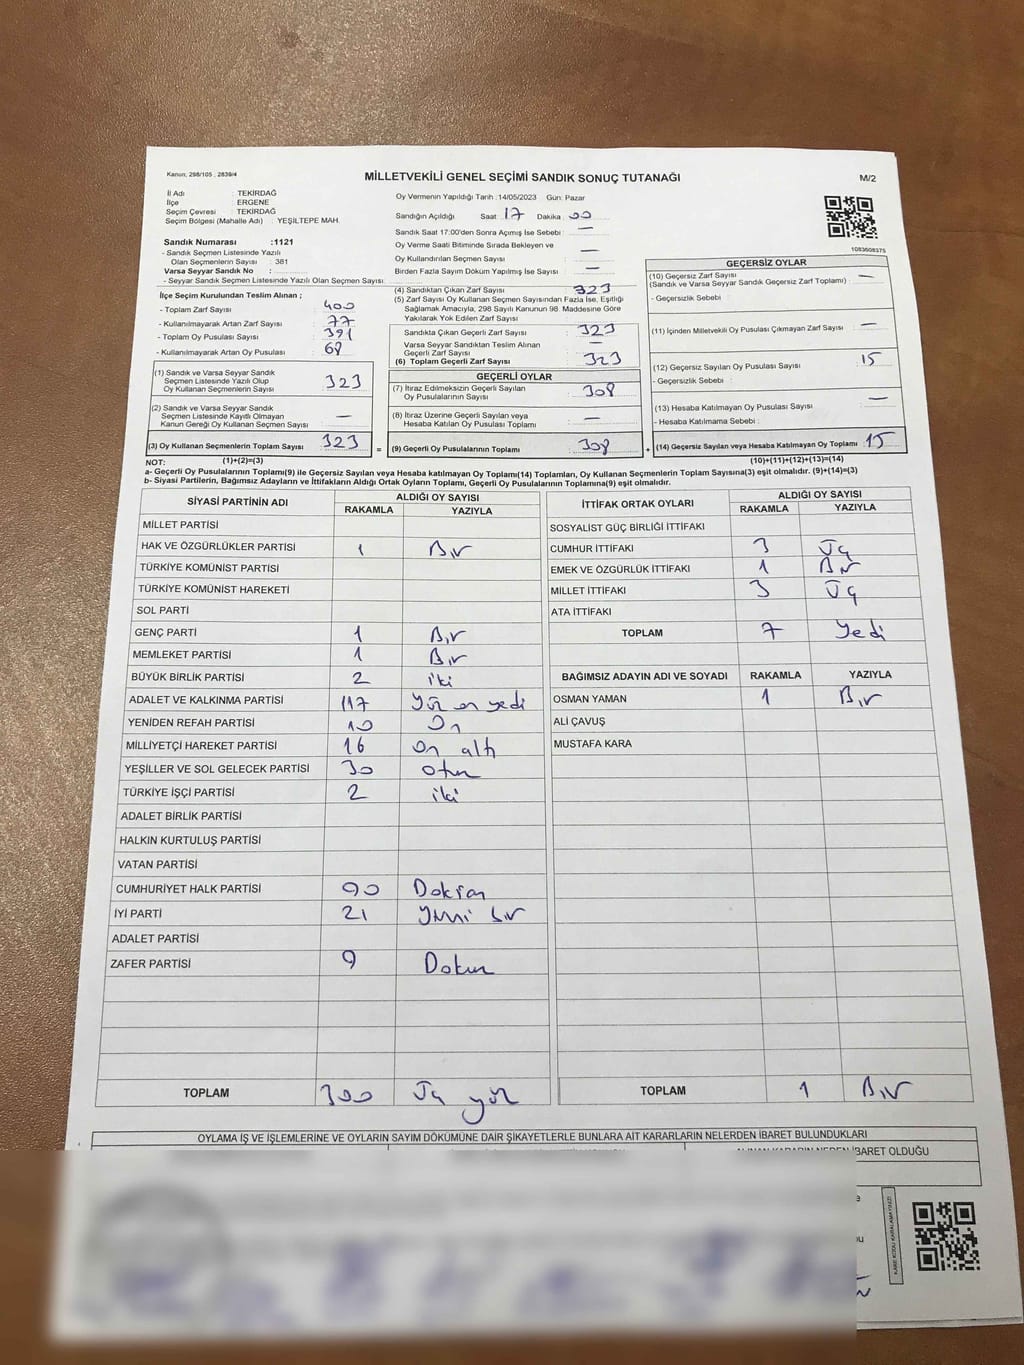 Kanun, 298/105 , 2839/4
MİLLETVEKİLİ GENEL SEÇİMİ SANDIK SONUÇ TUTANAĞI
M/2
İl Adı : TEKİRDAĞ
İlçe : ERGENE
Seçim Çevresi : TEKİRDAĞ
Seçim Bölgesi (Mahalle Adı) : YEŞİLTEPE MAH.
Oy Vermenin Yapıldığı Tarih :14/05/2023 Gün: Pazar
Sandığın Açıldığı Saat : 17 Dakika : 00
Sandık Saat 17:00'den Sonra Açımış İse Sebebi : —
Oy Verme Saati Bitiminde Sırada Bekleyen ve
Oy Kullandırılan Seçmen Sayısı : —
Birden Fazla Sayım Döküm Yapılmış İse Sayısı : —
1083608375
Sandık Numarası :1121
- Sandık Seçmen Listesinde Yazılı
Olan Seçmenlerin Sayısı : 381
Varsa Seyyar Sandık No :
- Seyyar Sandık Seçmen Listesinde Yazılı Olan Seçmen Sayısı:
İlçe Seçim Kurulundan Teslim Alınan ;
- Toplam Zarf Sayısı : 400
- Kullanılmayarak Artan Zarf Sayısı : 77
- Toplam Oy Pusulası Sayısı : 391
- Kullanılmayarak Artan Oy Pusulası : 68
(1) Sandık ve Varsa Seyyar Sandık
Seçmen Listesinde Yazılı Olup
Oy Kullanan Seçmenlerin Sayısı : 323
(2) Sandık ve Varsa Seyyar Sandık
Seçmen Listesinde Kayıtlı Olmayan
Kanun Gereği Oy Kullanan Seçmen Sayısı : —
(3) Oy Kullanan Seçmenlerin Toplam Sayısı : 323
(1)+(2)=(3)
(4) Sandıktan Çıkan Zarf Sayısı : 323
(5) Zarf Sayısı Oy Kullanan Seçmen Sayısından Fazla İse, Eşitliği
Sağlamak Amacıyla, 298 Sayılı Kanunun 98. Maddesine Göre
Yakılarak Yok Edilen Zarf Sayısı :
Sandıkta Çıkan Geçerli Zarf Sayısı : 323
Varsa Seyyar Sandıktan Teslim Alınan
Geçerli Zarf Sayısı : —
(6) Toplam Geçerli Zarf Sayısı : 323
GEÇERLİ OYLAR
(7) İtiraz Edilmeksizin Geçerli Sayılan
Oy Pusulalarının Sayısı : 308
(8) İtiraz Üzerine Geçerli Sayılan veya
Hesaba Katılan Oy Pusulası Sayısı : —
= (9) Geçerli Oy Pusulalarının Toplamı : 308
GEÇERSİZ OYLAR
(10) Geçersiz Zarf Sayısı
(Sandık ve Varsa Seyyar Sandık Geçersiz Zarf Toplamı) : —
- Geçersizlik Sebebi :
(11) İçinden Milletvekili Oy Pusulası Çıkmayan Zarf Sayısı : —
(12) Geçersiz Sayılan Oy Pusulası Sayısı : 15
- Geçersizlik Sebebi :
(13) Hesaba Katılmayan Oy Pusulası Sayısı : —
- Hesaba Katılmama Sebebi :
+ (14) Geçersiz Sayılan veya Hesaba Katılmayan Oy Toplamı : 15
(10)+(11)+(12)+(13)=(14)
NOT:
a- Geçerli Oy Pusulalarının Toplamı(9) ile Geçersiz Sayılan veya Hesaba katılmayan Oy Toplamı(14) Toplamları, Oy Kullanan Seçmenlerin Toplam Sayısına(3) eşit olmalıdır. (9)+(14)=(3)
b- Siyasi Partilerin, Bağımsız Adayların ve İttifakların Aldığı Ortak Oyların Toplamı, Geçerli Oy Pusulalarının Toplamına(9) eşit olmalıdır.
SİYASİ PARTİNİN ADI ALDIĞI OY SAYISI
RAKAMLA YAZIYLA
MİLLET PARTİSİ
HAK VE ÖZGÜRLÜKLER PARTİSİ 1 Bir
TÜRKİYE KOMÜNİST PARTİSİ
TÜRKİYE KOMÜNİST HAREKETİ
SOL PARTİ
GENÇ PARTİ 1 Bir
MEMLEKET PARTİSİ 1 Bir
BÜYÜK BİRLİK PARTİSİ 2 iki
ADALET VE KALKINMA PARTİSİ 117 Yüz on yedi
YENİDEN REFAH PARTİSİ 10 On
MİLLİYETÇİ HAREKET PARTİSİ 16 On altı
YEŞİLLER VE SOL GELECEK PARTİSİ 30 otuz
TÜRKİYE İŞÇİ PARTİSİ 2 iki
ADALET BİRLİK PARTİSİ
HALKIN KURTULUŞ PARTİSİ
VATAN PARTİSİ
CUMHURİYET HALK PARTİSİ 90 Doksan
İYİ PARTİ 21 Yirmi bir
ADALET PARTİSİ
ZAFER PARTİSİ 9 Dokuz
TOPLAM 300 Üç yüz
İTTİFAK ORTAK OYLARI ALDIĞI OY SAYISI
RAKAMLA YAZIYLA
SOSYALİST GÜÇ BİRLİĞİ İTTİFAKI
CUMHUR İTTİFAKI 3 Üç
EMEK VE ÖZGÜRLÜK İTTİFAKI 1 Bir
MİLLET İTTİFAKI 3 Üç
ATA İTTİFAKI
TOPLAM 7 Yedi
BAĞIMSIZ ADAYIN ADI VE SOYADI RAKAMLA YAZIYLA
OSMAN YAMAN 1 Bir
ALİ ÇAVUŞ
MUSTAFA KARA
TOPLAM 1 Bir
OYLAMA İŞ VE İŞLEMLERİNE VE OYLARIN SAYIM DÖKÜMÜNE DAİR ŞİKAYETLERLE BUNLARA AİT KARARLARIN NELERDEN İBARET BULUNDUKLARI
İBARET OLDUĞU